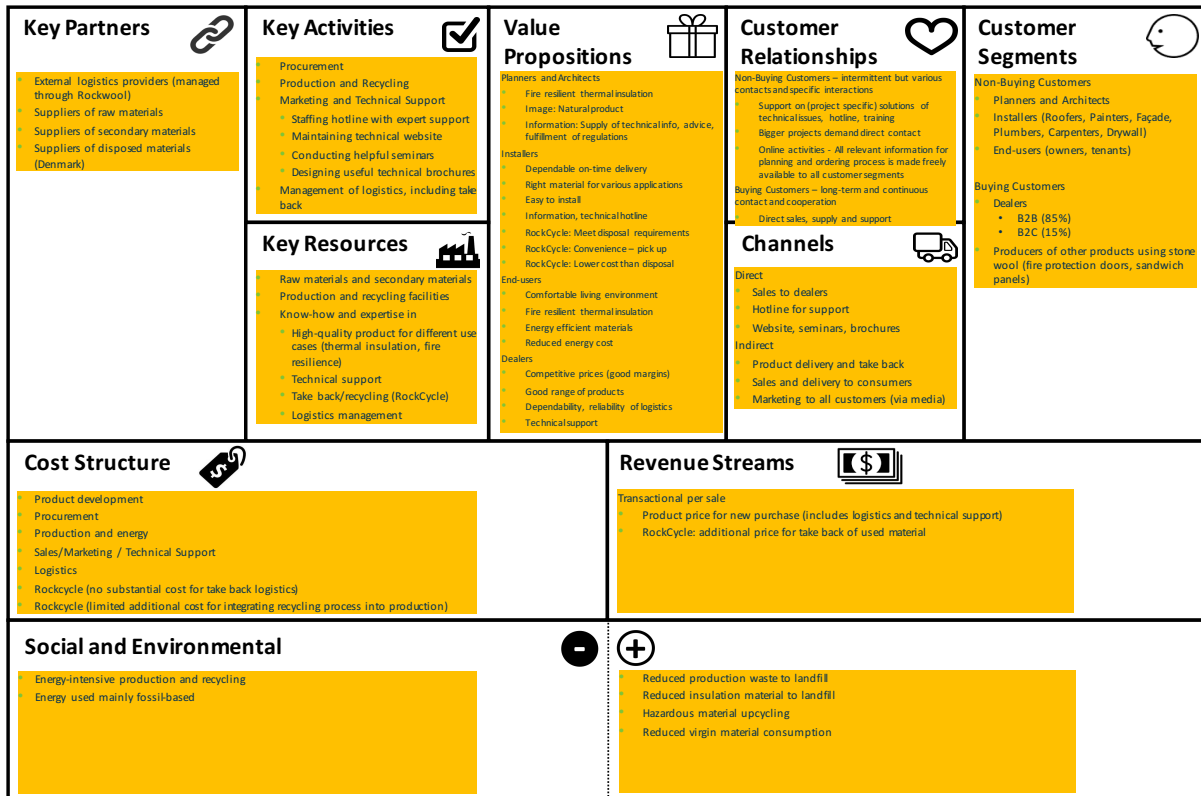 Key Partners
External logistics providers (managed
through Rockwool)
Suppliers of raw materials
Suppliers of secondary materials
Suppliers of disposed materials
(Denmark)
Key Activities
Procurement
Production and Recycling
Marketing and Technical Support
Staffing hotline with expert support
Maintaining technical website
Conducting helpful seminars
Designing useful technical brochures
Management of logistics, including take
back
Key Resources
Raw materials and secondary materials
Production and recycling facilities
Know-how and expertise in
High-quality product for different use
cases (thermal insulation, fire
resilience)
Technical support
Take back/recycling (RockCycle)
Logistics management
Value
Propositions
Planners and Architects
Fire resilient thermal insulation
Image: Natural product
Information: Supply of technical info, advice,
fulfillment of regulations
Installers
Dependable on-time delivery
Right material for various applications
Easy to install
Information, technical hotline
RockCycle: Meet disposal requirements
RockCycle: Convenience – pick up
RockCycle: Lower cost than disposal
End-users
Comfortable living environment
Fire resilient thermal insulation
Energy efficient materials
Reduced energy cost
Dealers
Competitive prices (good margins)
Good range of products
Dependability, reliability of logistics
Technical support
Customer
Relationships
Non-Buying Customers – intermittent but various
contacts and specific interactions
Support on (project specific) solutions of
technical issues, hotline, training
Bigger projects demand direct contact
Online activities - All relevant information for
planning and ordering process is made freely
available to all customer segments
Buying Customers – long-term and continuous
contact and cooperation
Direct sales, supply and support
Channels
Direct
Sales to dealers
Hotline for support
Website, seminars, brochures
Indirect
Product delivery and take back
Sales and delivery to consumers
Marketing to all customers (via media)
Customer
Segments
Non-Buying Customers
Planners and Architects
Installers (Roofers, Painters, Façade,
Plumbers, Carpenters, Drywall)
End-users (owners, tenants)
Buying Customers
Dealers
• B2B (85%)
• B2C (15%)
Producers of other products using stone
wool (fire protection doors, sandwich
panels)
Cost Structure
$
Product development
Procurement
Production and energy
Sales/Marketing / Technical Support
Logistics
Rockcycle (no substantial cost for take back logistics)
Rockcycle (limited additional cost for integrating recycling process into production)
Revenue Streams
$
Transactional per sale
Product price for new purchase (includes logistics and technical support)
RockCycle: additional price for take back of used material
Social and Environmental
-
+
Energy-intensive production and recycling
Energy used mainly fossil-based
Reduced production waste to landfill
Reduced insulation material to landfill
Hazardous material upcycling
Reduced virgin material consumption